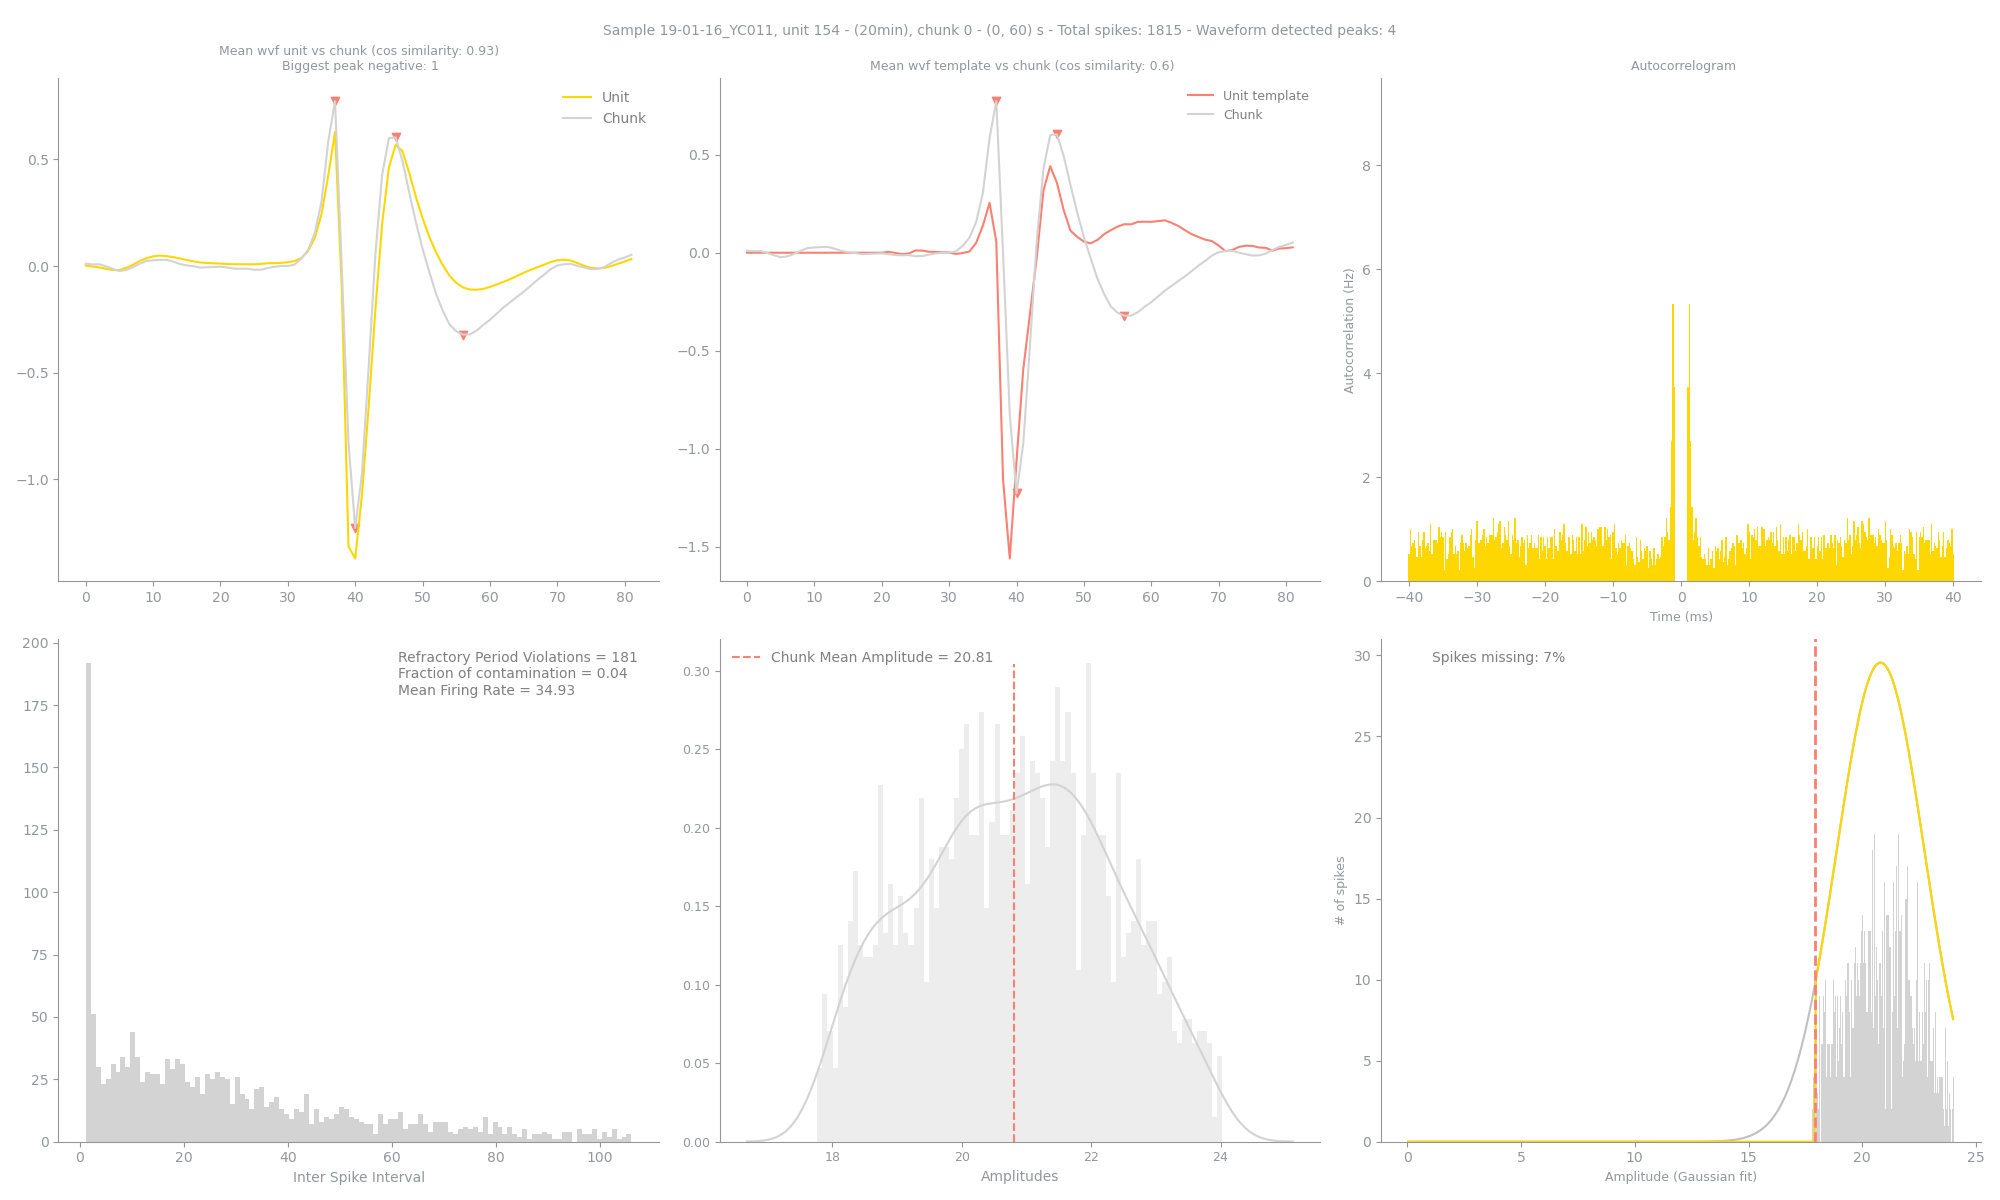 Sample 19-01-16_YC011, unit 154 - (20min), chunk 0 - (0, 60) s - Total spikes: 1815 - Waveform detected peaks: 4
Mean wvf unit vs chunk (cos similarity: 0.93)
Biggest peak negative: 1
Unit
Chunk
0.5
0.0
−0.5
−1.0
0 10 20 30 40 50 60 70 80
Mean wvf template vs chunk (cos similarity: 0.6)
Unit template
Chunk
0.5
0.0
−0.5
−1.0
−1.5
0 10 20 30 40 50 60 70 80
Autocorrelogram
Autocorrelation (Hz)
8
6
4
2
0
−40 −30 −20 −10 0 10 20 30 40
Time (ms)
Refractory Period Violations = 181
Fraction of contamination = 0.04
Mean Firing Rate = 34.93
200
175
150
125
100
75
50
25
0
0 20 40 60 80 100
Inter Spike Interval
Chunk Mean Amplitude = 20.81
0.30
0.25
0.20
0.15
0.10
0.05
0.00
18 20 22 24
Amplitudes
Spikes missing: 7%
# of spikes
30
25
20
15
10
5
0
0 5 10 15 20 25
Amplitude (Gaussian fit)